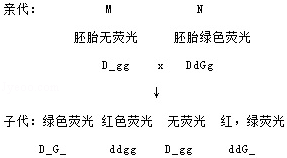 亲代： M N
胚胎无荧光 胚胎绿色荧光
D_gg x DdGg
↓
子代：绿色荧光 红色荧光 无荧光 红，绿荧光
D_G_ ddgg D_gg ddG_